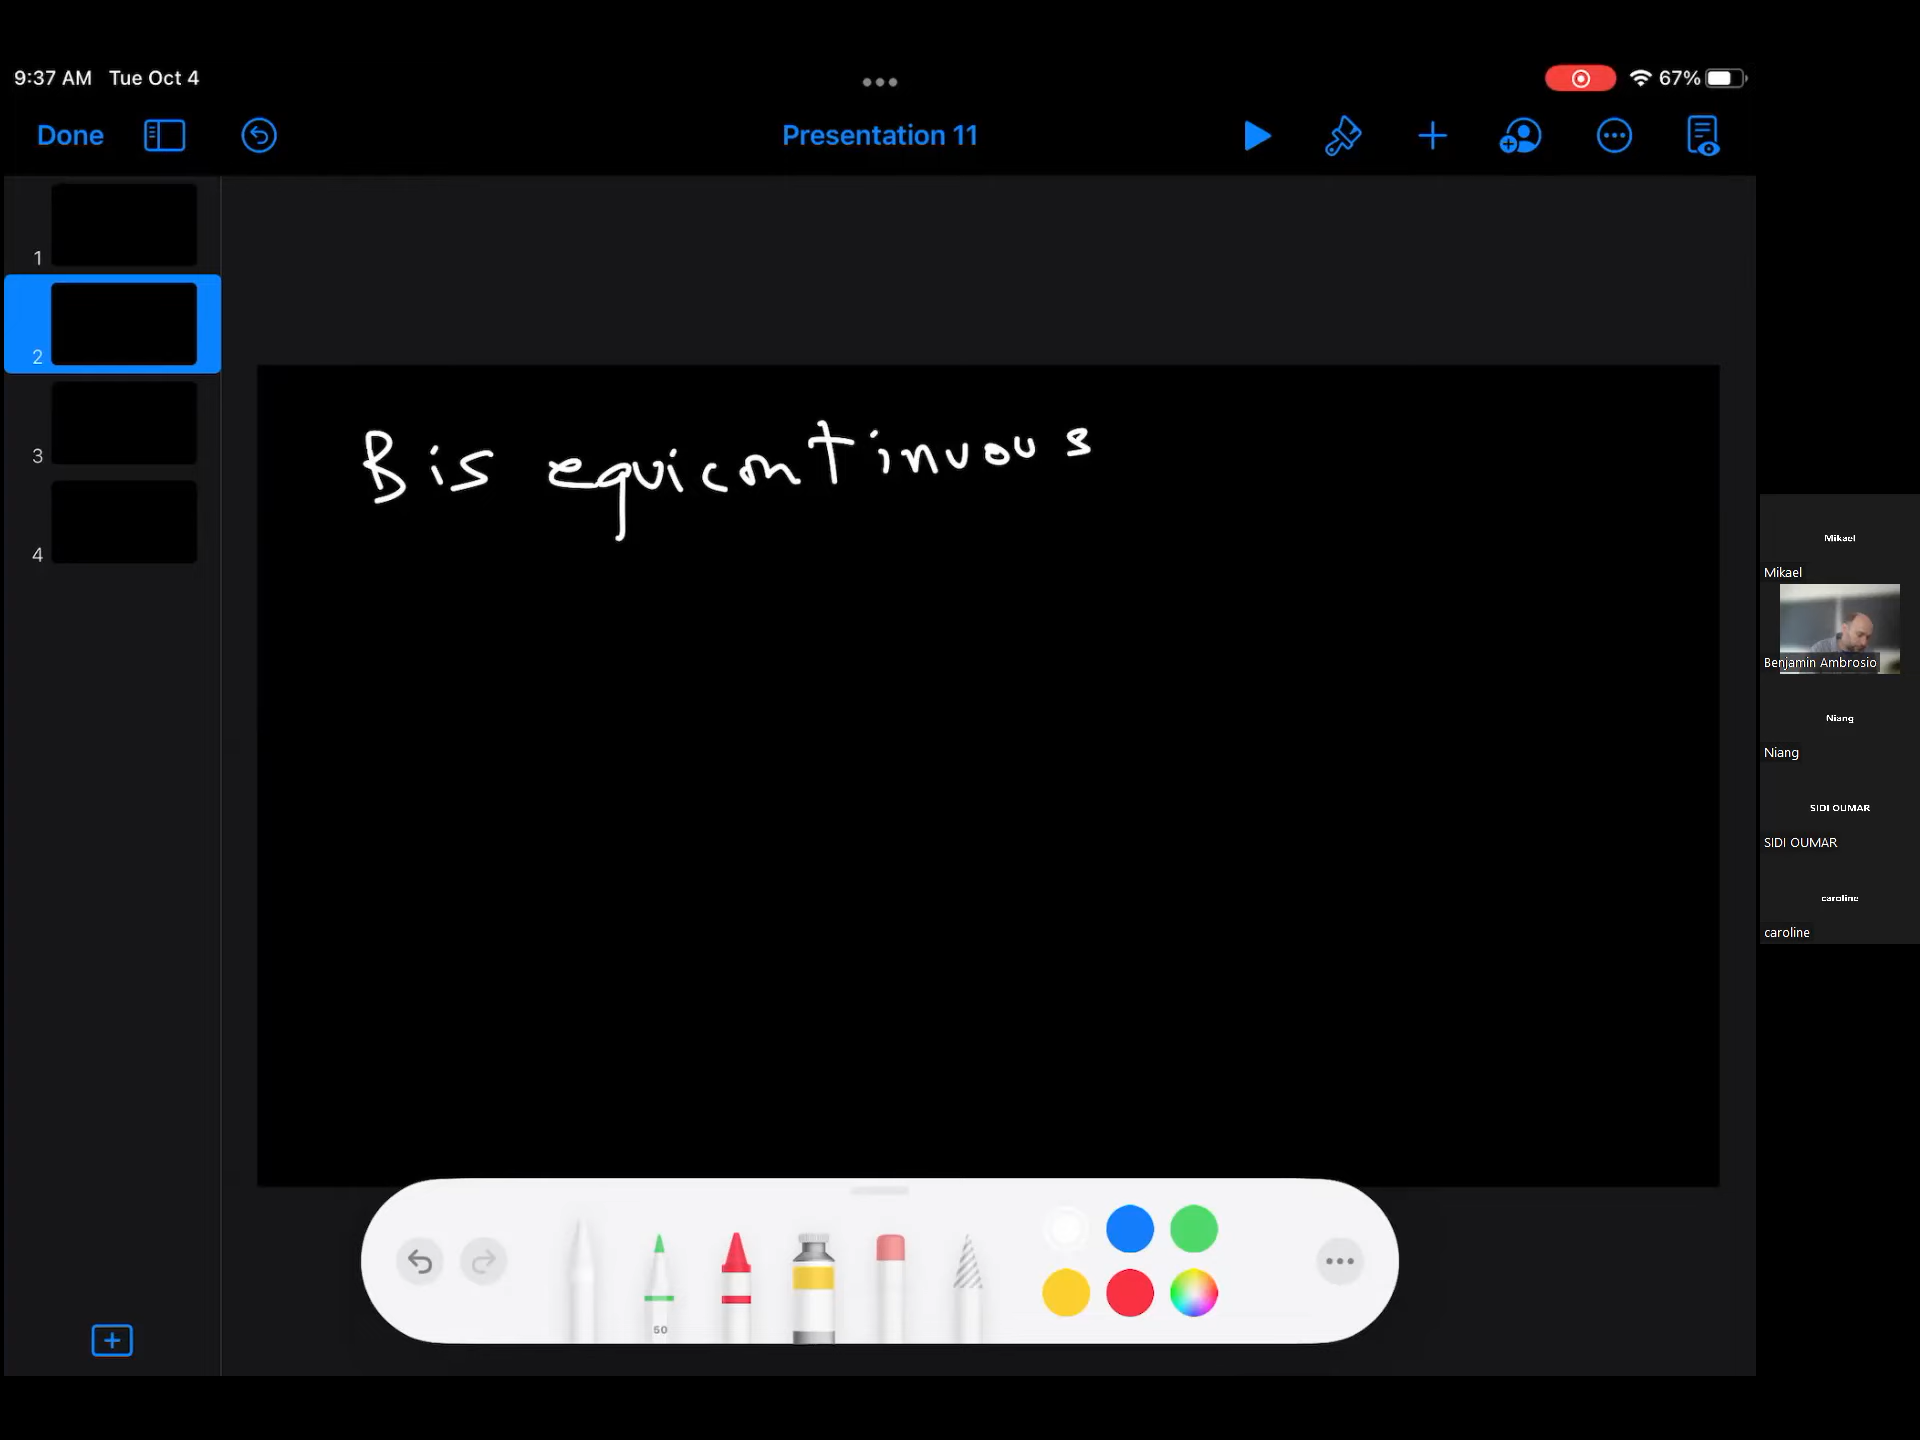 9:37 AM Tue Oct 4
67%
Done
Presentation 11
1
2
3
4
B is equicontinuous
Mikael
Mikael
Benjamin Ambrosio
Niang
Niang
SIDI OUMAR
SIDI OUMAR
caroline
caroline
50